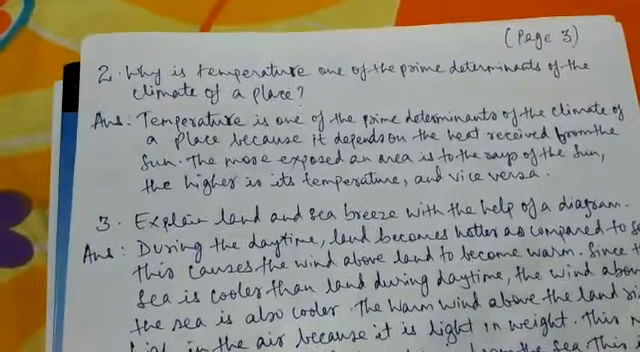 (Page 3)
2. Why is temperature one of the prime determinants of the
climate of a place?
Ans: Temperature is one of the prime determinants of the climate of
a place because it depends on the heat received from the
Sun. The more exposed an area is to the rays of the Sun,
the higher is its temperature, and vice versa.
3. Explain land and sea breeze with the help of a diagram.
Ans: During the daytime, land becomes hotter as compared to
this causes the wind above land to become warm. Since
Sea is cooler than land during daytime, the wind above
the sea is also cooler. The warm wind above the land
in the air because it is light in weight. This
the Sea. This